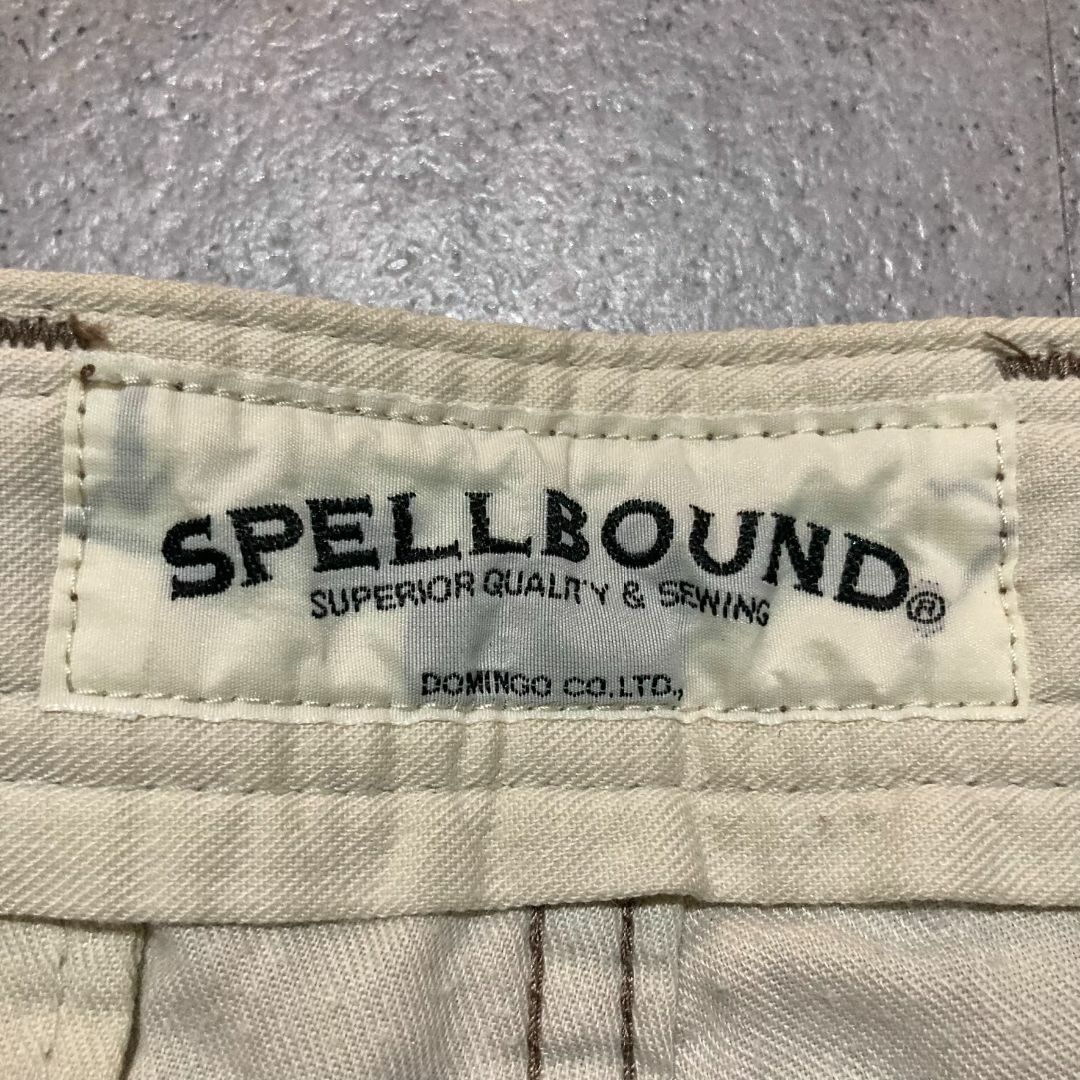 SPELLBOUND®
SUPERIOR QUALITY & SEWING
DOMINGO CO.LTD.,